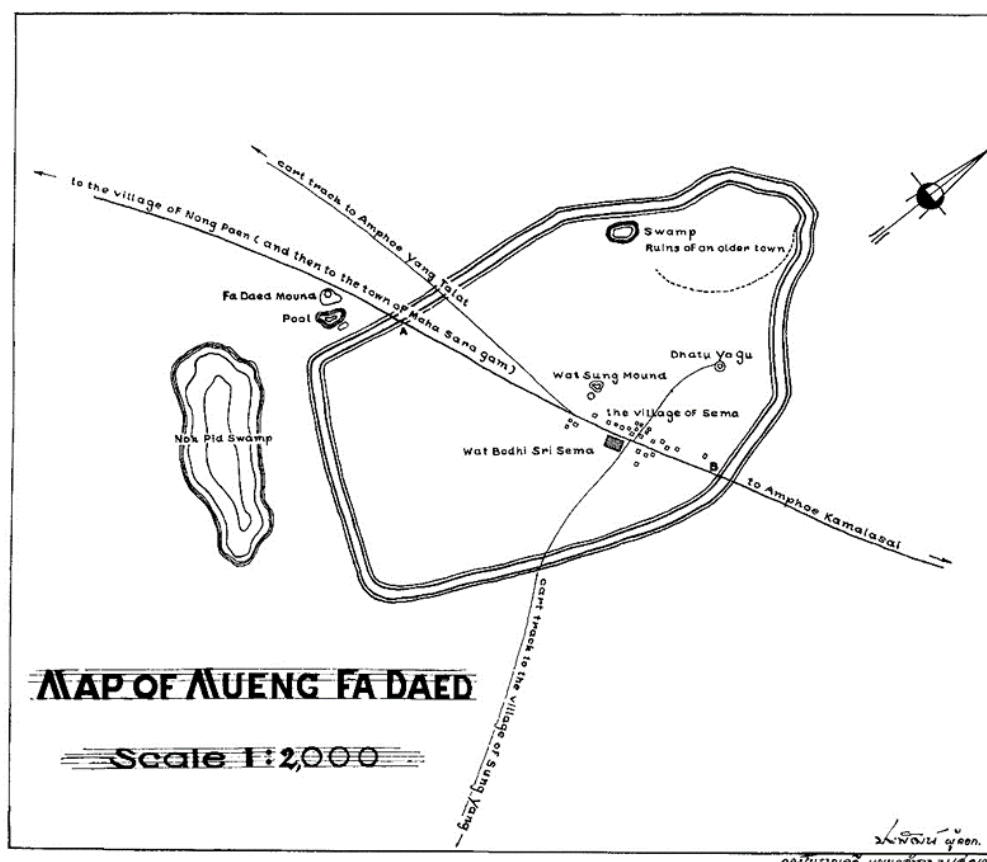 cart track to Amphoe Yang Talat
to the village of Nong Paen ( and then to the town of Maha Saragam)
Swamp
Ruins of an older town
Fa Daed Mound
Pool
A
Dhatu Yagu
Wat Sung Mound
the village of Sema
Nok Pid Swamp
Wat Bodhi Sri Sema
B
to Amphoe Kamalasai
cart track to the village of Sung Yang
MAP OF MUENG FA DAED
Scale 1:2,000